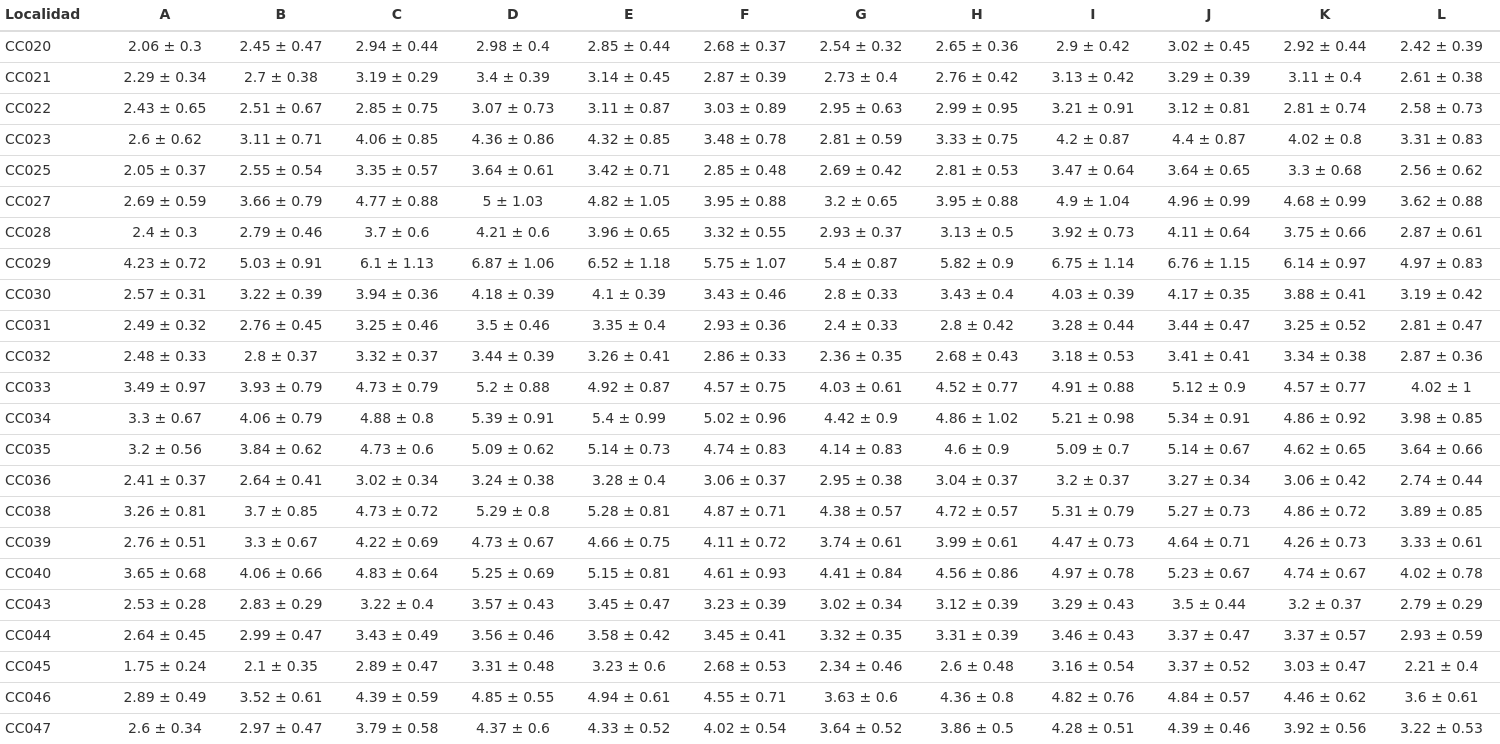 Localidad A B C D E F G H I J K L
CC020 2.06 ± 0.3 2.45 ± 0.47 2.94 ± 0.44 2.98 ± 0.4 2.85 ± 0.44 2.68 ± 0.37 2.54 ± 0.32 2.65 ± 0.36 2.9 ± 0.42 3.02 ± 0.45 2.92 ± 0.44 2.42 ± 0.39
CC021 2.29 ± 0.34 2.7 ± 0.38 3.19 ± 0.29 3.4 ± 0.39 3.14 ± 0.45 2.87 ± 0.39 2.73 ± 0.4 2.76 ± 0.42 3.13 ± 0.42 3.29 ± 0.39 3.11 ± 0.4 2.61 ± 0.38
CC022 2.43 ± 0.65 2.51 ± 0.67 2.85 ± 0.75 3.07 ± 0.73 3.11 ± 0.87 3.03 ± 0.89 2.95 ± 0.63 2.99 ± 0.95 3.21 ± 0.91 3.12 ± 0.81 2.81 ± 0.74 2.58 ± 0.73
CC023 2.6 ± 0.62 3.11 ± 0.71 4.06 ± 0.85 4.36 ± 0.86 4.32 ± 0.85 3.48 ± 0.78 2.81 ± 0.59 3.33 ± 0.75 4.2 ± 0.87 4.4 ± 0.87 4.02 ± 0.8 3.31 ± 0.83
CC025 2.05 ± 0.37 2.55 ± 0.54 3.35 ± 0.57 3.64 ± 0.61 3.42 ± 0.71 2.85 ± 0.48 2.69 ± 0.42 2.81 ± 0.53 3.47 ± 0.64 3.64 ± 0.65 3.3 ± 0.68 2.56 ± 0.62
CC027 2.69 ± 0.59 3.66 ± 0.79 4.77 ± 0.88 5 ± 1.03 4.82 ± 1.05 3.95 ± 0.88 3.2 ± 0.65 3.95 ± 0.88 4.9 ± 1.04 4.96 ± 0.99 4.68 ± 0.99 3.62 ± 0.88
CC028 2.4 ± 0.3 2.79 ± 0.46 3.7 ± 0.6 4.21 ± 0.6 3.96 ± 0.65 3.32 ± 0.55 2.93 ± 0.37 3.13 ± 0.5 3.92 ± 0.73 4.11 ± 0.64 3.75 ± 0.66 2.87 ± 0.61
CC029 4.23 ± 0.72 5.03 ± 0.91 6.1 ± 1.13 6.87 ± 1.06 6.52 ± 1.18 5.75 ± 1.07 5.4 ± 0.87 5.82 ± 0.9 6.75 ± 1.14 6.76 ± 1.15 6.14 ± 0.97 4.97 ± 0.83
CC030 2.57 ± 0.31 3.22 ± 0.39 3.94 ± 0.36 4.18 ± 0.39 4.1 ± 0.39 3.43 ± 0.46 2.8 ± 0.33 3.43 ± 0.4 4.03 ± 0.39 4.17 ± 0.35 3.88 ± 0.41 3.19 ± 0.42
CC031 2.49 ± 0.32 2.76 ± 0.45 3.25 ± 0.46 3.5 ± 0.46 3.35 ± 0.4 2.93 ± 0.36 2.4 ± 0.33 2.8 ± 0.42 3.28 ± 0.44 3.44 ± 0.47 3.25 ± 0.52 2.81 ± 0.47
CC032 2.48 ± 0.33 2.8 ± 0.37 3.32 ± 0.37 3.44 ± 0.39 3.26 ± 0.41 2.86 ± 0.33 2.36 ± 0.35 2.68 ± 0.43 3.18 ± 0.53 3.41 ± 0.41 3.34 ± 0.38 2.87 ± 0.36
CC033 3.49 ± 0.97 3.93 ± 0.79 4.73 ± 0.79 5.2 ± 0.88 4.92 ± 0.87 4.57 ± 0.75 4.03 ± 0.61 4.52 ± 0.77 4.91 ± 0.88 5.12 ± 0.9 4.57 ± 0.77 4.02 ± 1
CC034 3.3 ± 0.67 4.06 ± 0.79 4.88 ± 0.8 5.39 ± 0.91 5.4 ± 0.99 5.02 ± 0.96 4.42 ± 0.9 4.86 ± 1.02 5.21 ± 0.98 5.34 ± 0.91 4.86 ± 0.92 3.98 ± 0.85
CC035 3.2 ± 0.56 3.84 ± 0.62 4.73 ± 0.6 5.09 ± 0.62 5.14 ± 0.73 4.74 ± 0.83 4.14 ± 0.83 4.6 ± 0.9 5.09 ± 0.7 5.14 ± 0.67 4.62 ± 0.65 3.64 ± 0.66
CC036 2.41 ± 0.37 2.64 ± 0.41 3.02 ± 0.34 3.24 ± 0.38 3.28 ± 0.4 3.06 ± 0.37 2.95 ± 0.38 3.04 ± 0.37 3.2 ± 0.37 3.27 ± 0.34 3.06 ± 0.42 2.74 ± 0.44
CC038 3.26 ± 0.81 3.7 ± 0.85 4.73 ± 0.72 5.29 ± 0.8 5.28 ± 0.81 4.87 ± 0.71 4.38 ± 0.57 4.72 ± 0.57 5.31 ± 0.79 5.27 ± 0.73 4.86 ± 0.72 3.89 ± 0.85
CC039 2.76 ± 0.51 3.3 ± 0.67 4.22 ± 0.69 4.73 ± 0.67 4.66 ± 0.75 4.11 ± 0.72 3.74 ± 0.61 3.99 ± 0.61 4.47 ± 0.73 4.64 ± 0.71 4.26 ± 0.73 3.33 ± 0.61
CC040 3.65 ± 0.68 4.06 ± 0.66 4.83 ± 0.64 5.25 ± 0.69 5.15 ± 0.81 4.61 ± 0.93 4.41 ± 0.84 4.56 ± 0.86 4.97 ± 0.78 5.23 ± 0.67 4.74 ± 0.67 4.02 ± 0.78
CC043 2.53 ± 0.28 2.83 ± 0.29 3.22 ± 0.4 3.57 ± 0.43 3.45 ± 0.47 3.23 ± 0.39 3.02 ± 0.34 3.12 ± 0.39 3.29 ± 0.43 3.5 ± 0.44 3.2 ± 0.37 2.79 ± 0.29
CC044 2.64 ± 0.45 2.99 ± 0.47 3.43 ± 0.49 3.56 ± 0.46 3.58 ± 0.42 3.45 ± 0.41 3.32 ± 0.35 3.31 ± 0.39 3.46 ± 0.43 3.37 ± 0.47 3.37 ± 0.57 2.93 ± 0.59
CC045 1.75 ± 0.24 2.1 ± 0.35 2.89 ± 0.47 3.31 ± 0.48 3.23 ± 0.6 2.68 ± 0.53 2.34 ± 0.46 2.6 ± 0.48 3.16 ± 0.54 3.37 ± 0.52 3.03 ± 0.47 2.21 ± 0.4
CC046 2.89 ± 0.49 3.52 ± 0.61 4.39 ± 0.59 4.85 ± 0.55 4.94 ± 0.61 4.55 ± 0.71 3.63 ± 0.6 4.36 ± 0.8 4.82 ± 0.76 4.84 ± 0.57 4.46 ± 0.62 3.6 ± 0.61
CC047 2.6 ± 0.34 2.97 ± 0.47 3.79 ± 0.58 4.37 ± 0.6 4.33 ± 0.52 4.02 ± 0.54 3.64 ± 0.52 3.86 ± 0.5 4.28 ± 0.51 4.39 ± 0.46 3.92 ± 0.56 3.22 ± 0.53